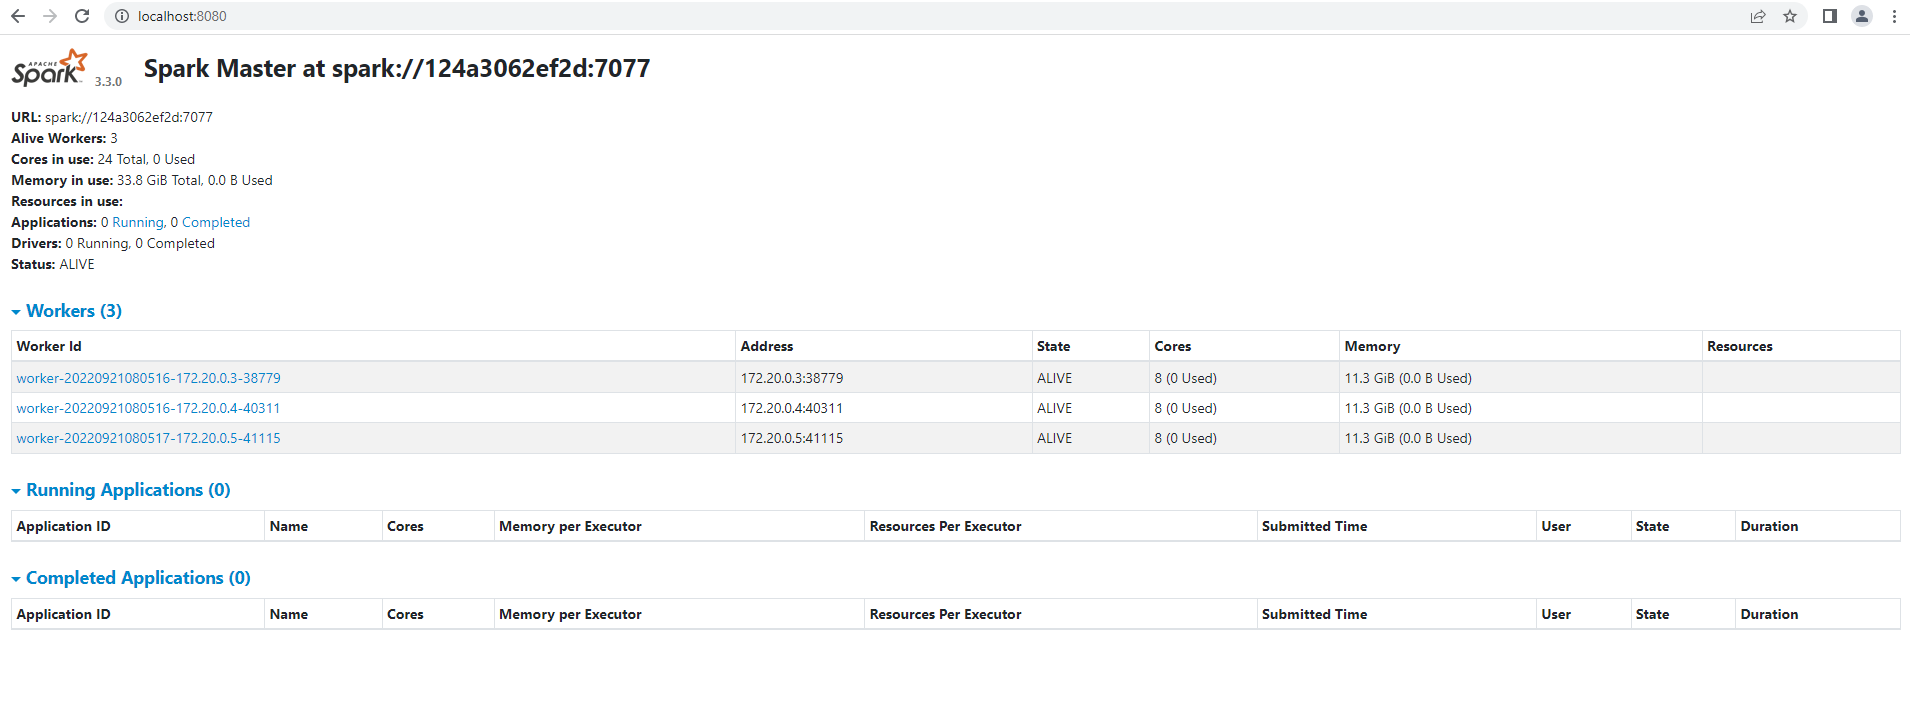 localhost:8080
APACHE
Spark 3.3.0 Spark Master at spark://124a3062ef2d:7077
URL: spark://124a3062ef2d:7077
Alive Workers: 3
Cores in use: 24 Total, 0 Used
Memory in use: 33.8 GiB Total, 0.0 B Used
Resources in use:
Applications: 0 Running, 0 Completed
Drivers: 0 Running, 0 Completed
Status: ALIVE
Workers (3)
Worker Id Address State Cores Memory Resources
worker-20220921080516-172.20.0.3-38779 172.20.0.3:38779 ALIVE 8 (0 Used) 11.3 GiB (0.0 B Used)
worker-20220921080516-172.20.0.4-40311 172.20.0.4:40311 ALIVE 8 (0 Used) 11.3 GiB (0.0 B Used)
worker-20220921080517-172.20.0.5-41115 172.20.0.5:41115 ALIVE 8 (0 Used) 11.3 GiB (0.0 B Used)
Running Applications (0)
Application ID Name Cores Memory per Executor Resources Per Executor Submitted Time User State Duration
Completed Applications (0)
Application ID Name Cores Memory per Executor Resources Per Executor Submitted Time User State Duration